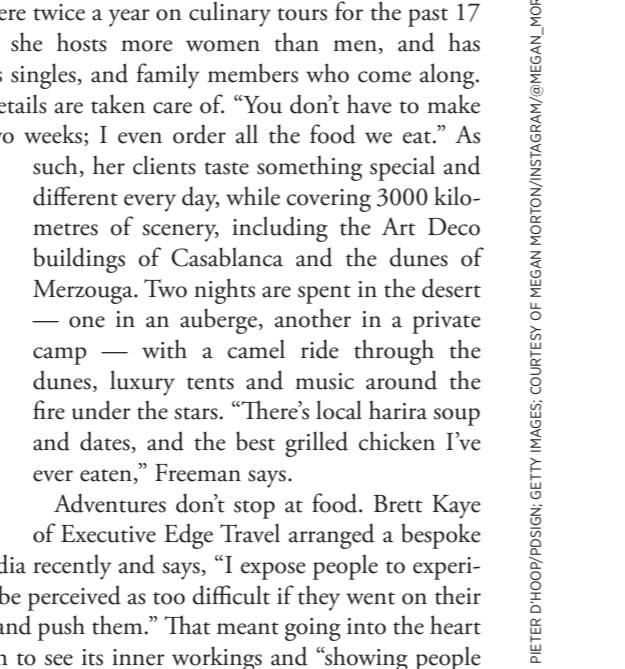 ere twice a year on culinary tours for the past 17
she hosts more women than men, and has
s singles, and family members who come along.
etails are taken care of. “You don’t have to make
vo weeks; I even order all the food we eat.” As
such, her clients taste something special and
different every day, while covering 3000 kilo-
metres of scenery, including the Art Deco
buildings of Casablanca and the dunes of
Merzouga. Two nights are spent in the desert
— one in an auberge, another in a private
camp — with a camel ride through the
dunes, luxury tents and music around the
fire under the stars. “There’s local harira soup
and dates, and the best grilled chicken I’ve
ever eaten,” Freeman says.
Adventures don’t stop at food. Brett Kaye
of Executive Edge Travel arranged a bespoke
dia recently and says, “I expose people to experi-
be perceived as too difficult if they went on their
and push them.” That meant going into the heart
n to see its inner workings and “showing people
PIETER D'HOOP/PDSIGN; GETTY IMAGES; COURTESY OF MEGAN MORTON/INSTAGRAM/@MEGAN_MOR